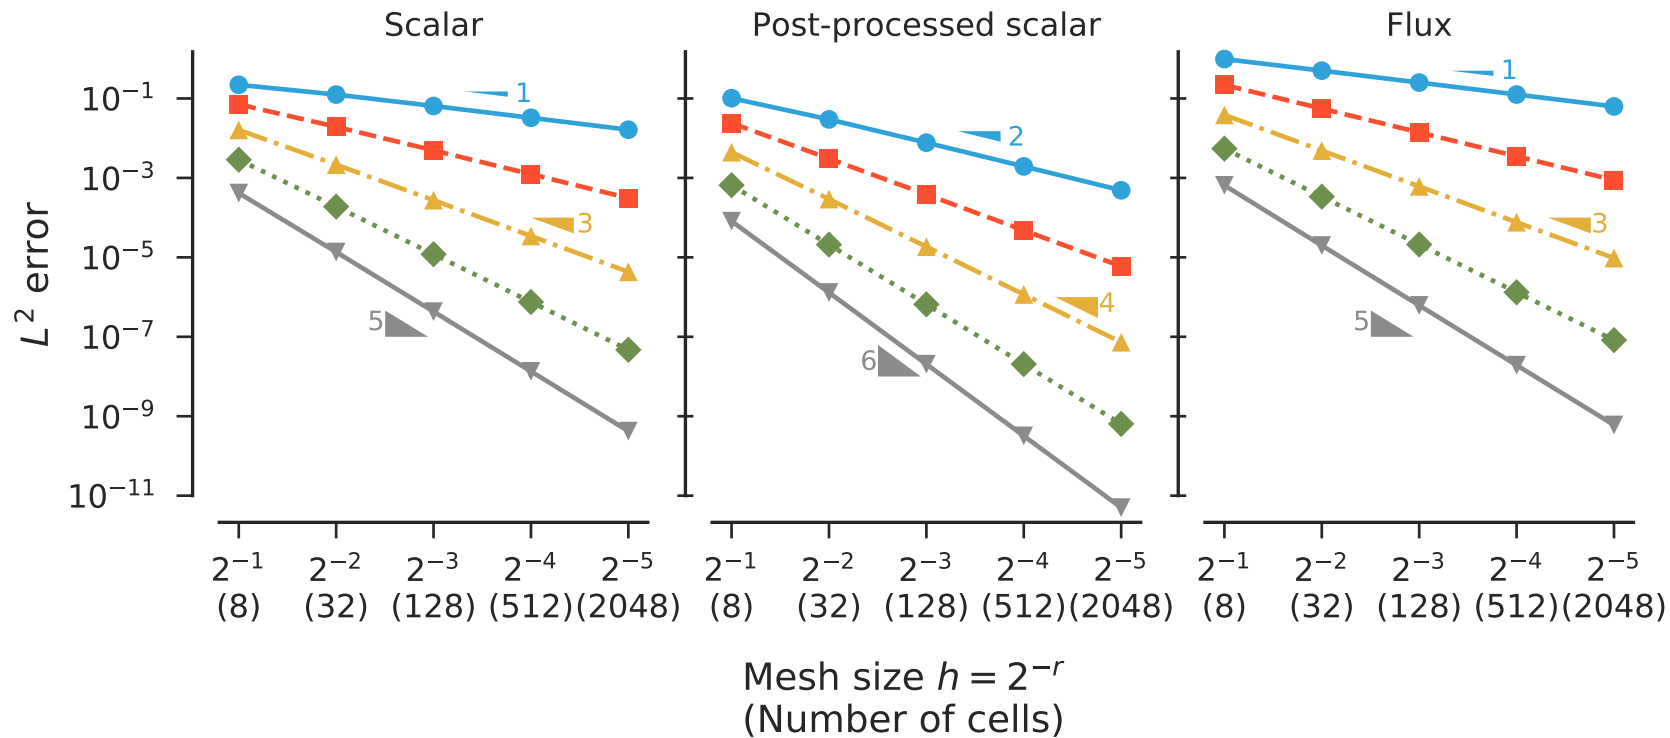 Scalar
Post-processed scalar
Flux
L² error
10⁻¹
10⁻³
10⁻⁵
10⁻⁷
10⁻⁹
10⁻¹¹
1
3
5
2
4
6
1
3
5
2⁻¹ 2⁻² 2⁻³ 2⁻⁴ 2⁻⁵
(8) (32) (128) (512) (2048)
2⁻¹ 2⁻² 2⁻³ 2⁻⁴ 2⁻⁵
(8) (32) (128) (512) (2048)
2⁻¹ 2⁻² 2⁻³ 2⁻⁴ 2⁻⁵
(8) (32) (128) (512) (2048)
Mesh size h = 2⁻ʳ
(Number of cells)